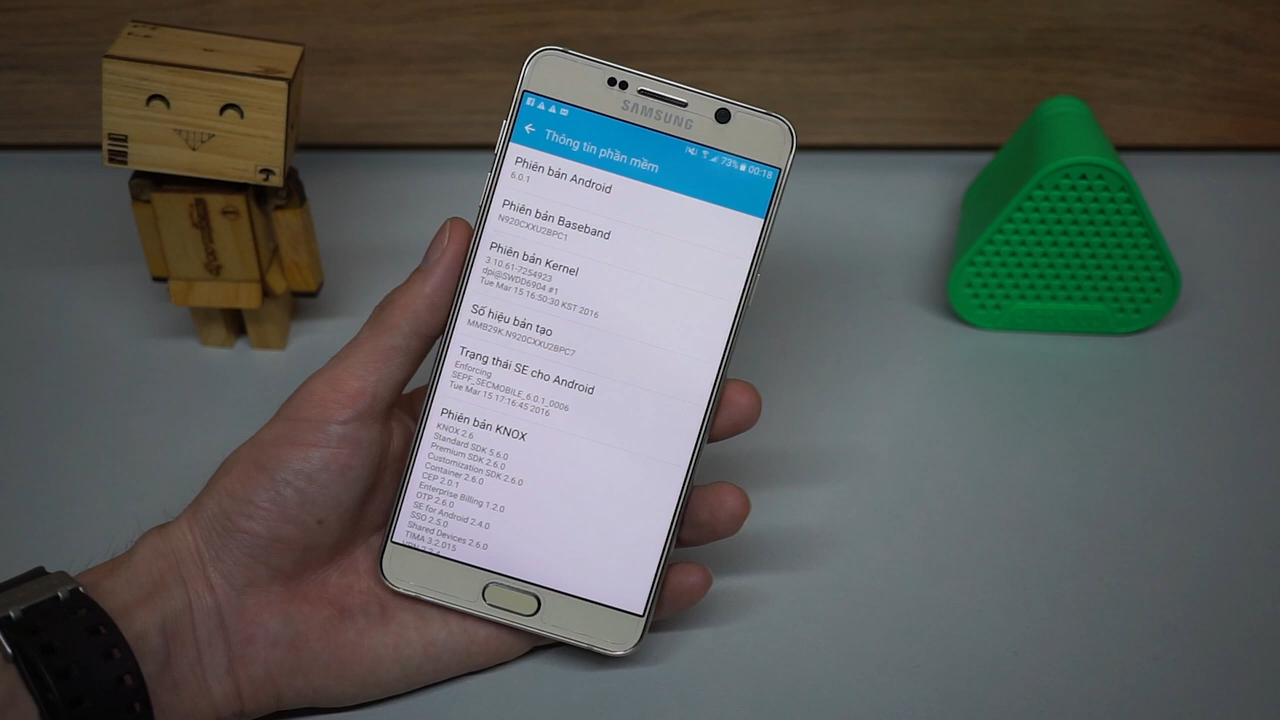 SAMSUNG
73% 00:18
Thông tin phần mềm
Phiên bản Android
6.0.1
Phiên bản Baseband
N920CXXU2BPC1
Phiên bản Kernel
3.10.61-7254923
dpi@SWDD6904 #1
Tue Mar 15 16:50:30 KST 2016
Số hiệu bản tạo
MMB29K.N920CXXU2BPC7
Trạng thái SE cho Android
Enforcing
SEPF_SECMOBILE_6.0.1_0006
Tue Mar 15 17:16:45 2016
Phiên bản KNOX
KNOX 2.6
Standard SDK 5.6.0
Premium SDK 2.6.0
Customization SDK 2.6.0
Container 2.6.0
CEP 2.0.1
Enterprise Billing 1.2.0
OTP 2.6.0
SE for Android 2.4.0
SSO 2.5.0
Shared Devices 2.6.0
TIMA 3.2.015